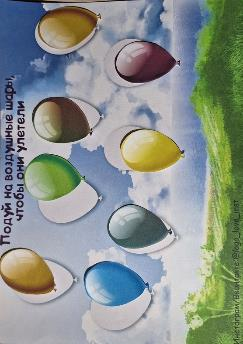 Подуй на воздушные шары,
чтобы они улетели